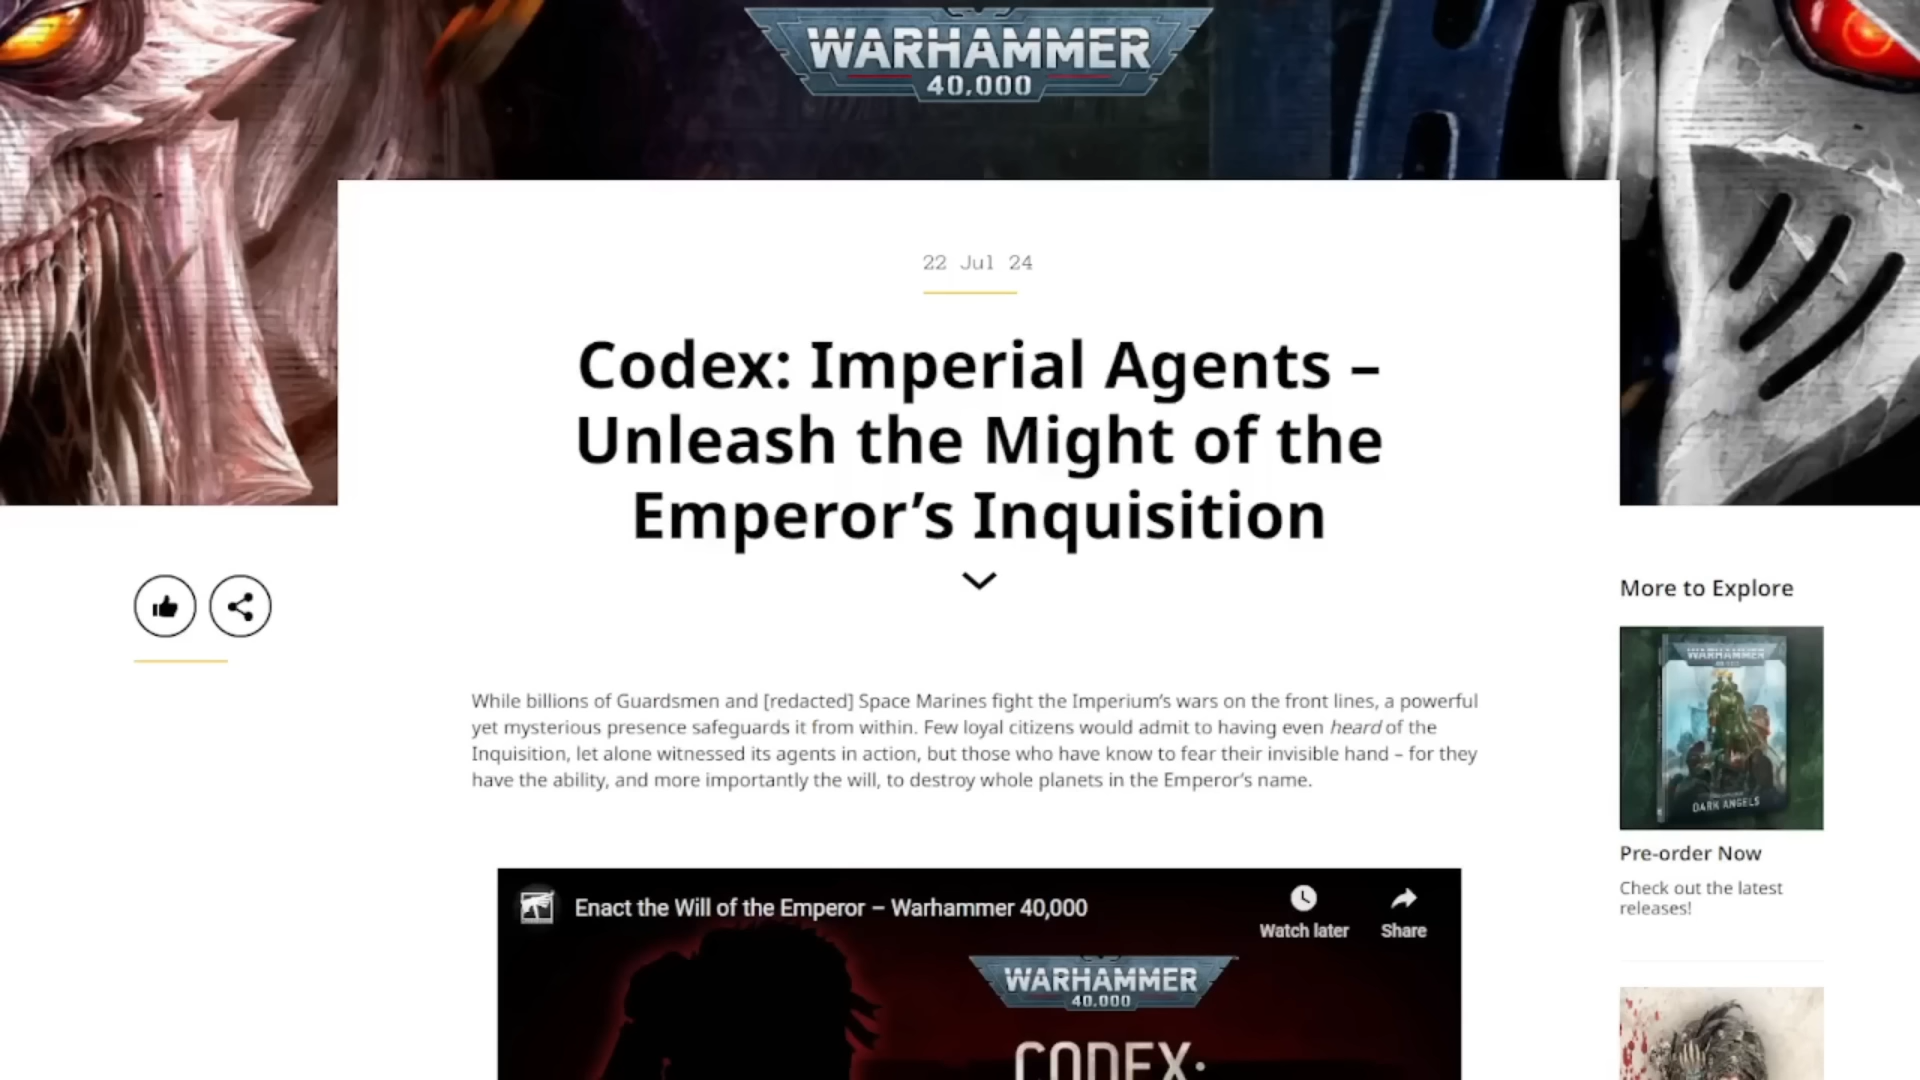 WARHAMMER
40,000
22 Jul 24
Codex: Imperial Agents –
Unleash the Might of the
Emperor’s Inquisition
While billions of Guardsmen and [redacted] Space Marines fight the Imperium’s wars on the front lines, a powerful
yet mysterious presence safeguards it from within. Few loyal citizens would admit to having even heard of the
Inquisition, let alone witnessed its agents in action, but those who have know to fear their invisible hand – for they
have the ability, and more importantly the will, to destroy whole planets in the Emperor’s name.
Enact the Will of the Emperor – Warhammer 40,000
Watch later
Share
WARHAMMER
40,000
CODEX:
More to Explore
WARHAMMER
DARK ANGELS
Pre-order Now
Check out the latest
releases!